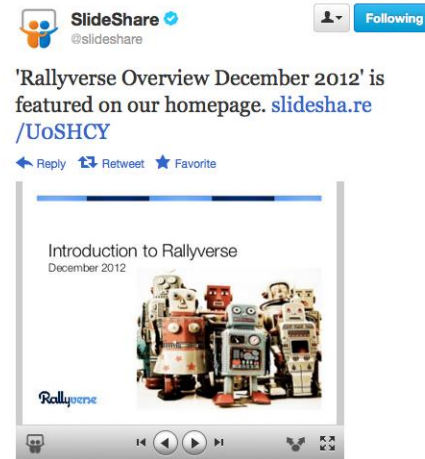 SlideShare
@slideshare
Following
'Rallyverse Overview December 2012' is
featured on our homepage. slidesha.re
/UoSHCY
Reply Retweet Favorite
Introduction to Rallyverse
December 2012
Rallyverse